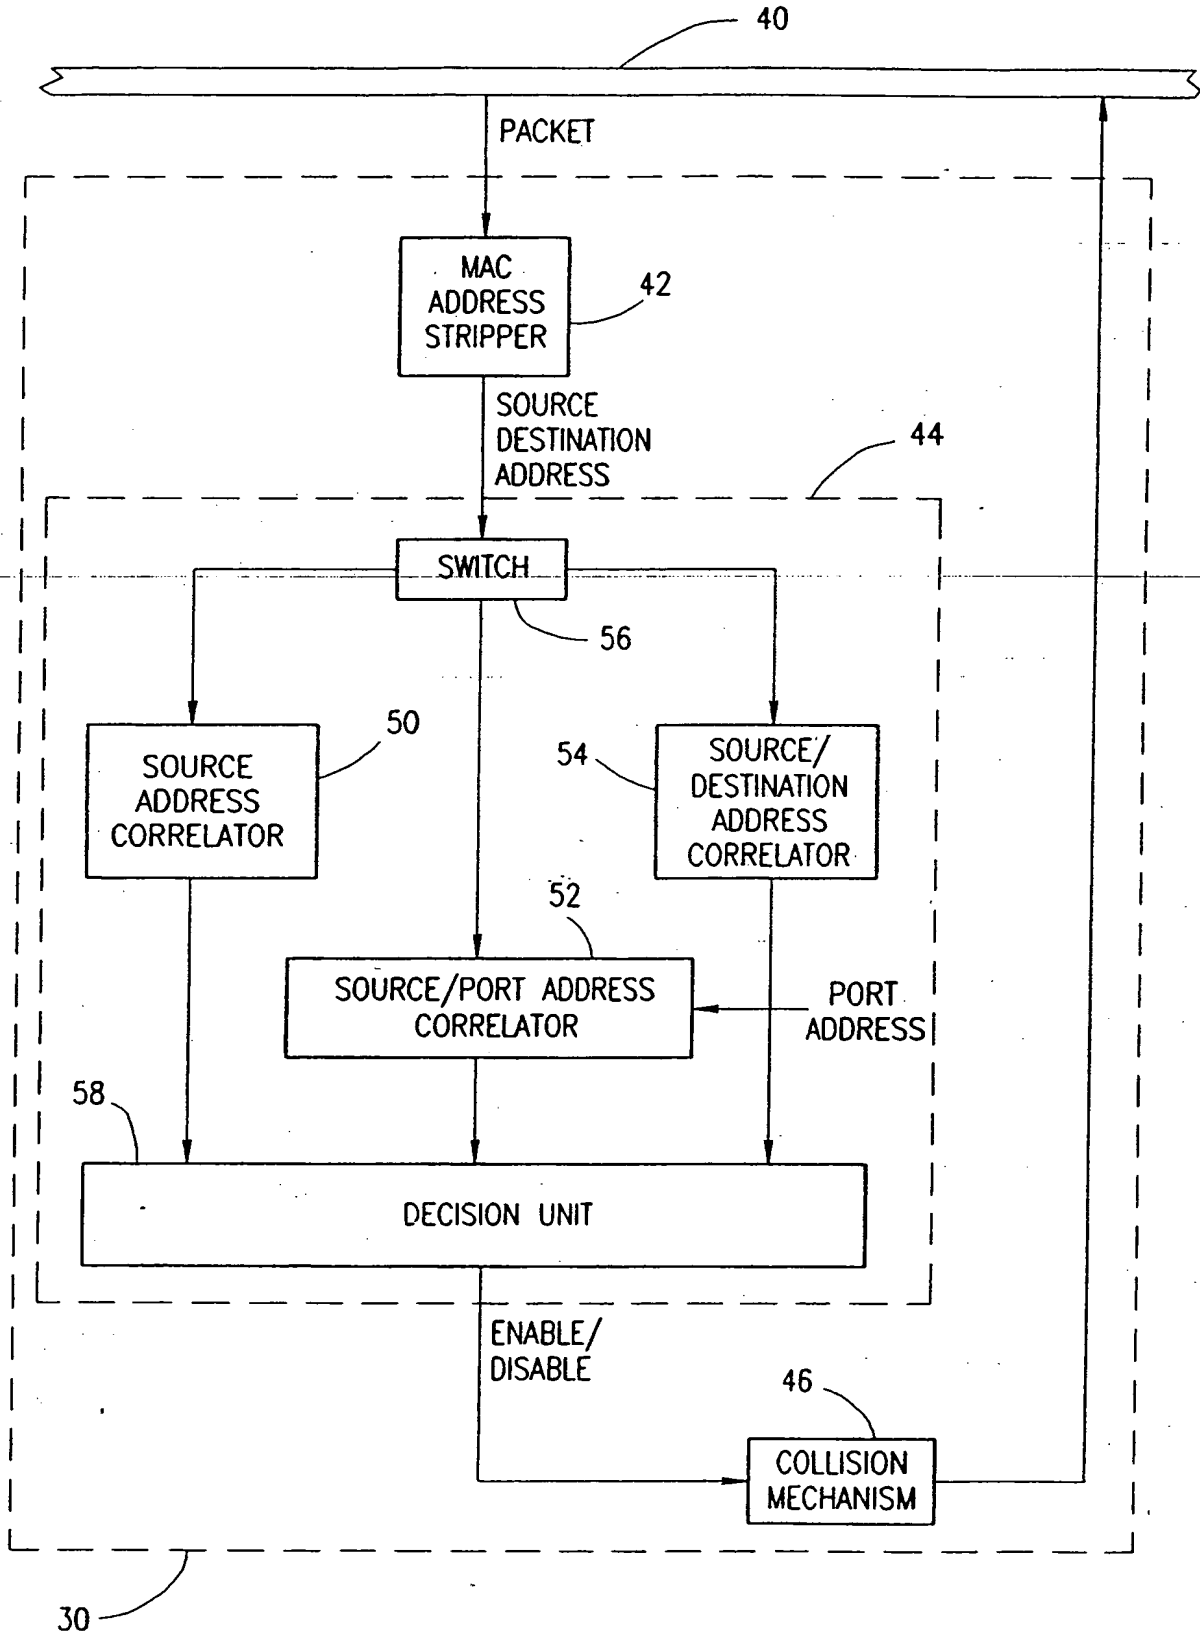 40
PACKET
MAC
ADDRESS
STRIPPER
42
SOURCE
DESTINATION
ADDRESS
44
SWITCH
56
50
SOURCE
ADDRESS
CORRELATOR
54
SOURCE/
DESTINATION
ADDRESS
CORRELATOR
52
SOURCE/PORT ADDRESS
CORRELATOR
PORT
ADDRESS
58
DECISION UNIT
ENABLE/
DISABLE
46
COLLISION
MECHANISM
30